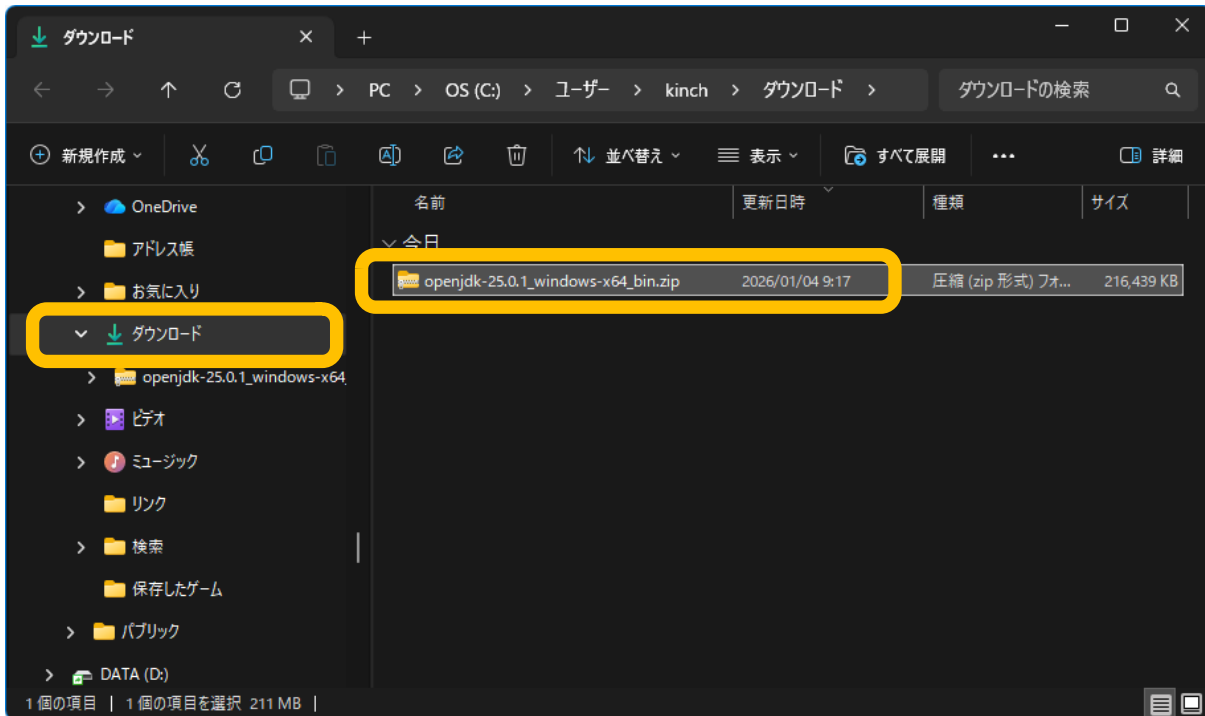 ダウンロード
PC > OS (C:) > ユーザー > kinch > ダウンロード >
ダウンロードの検索
新規作成
並べ替え
表示
すべて展開
詳細
OneDrive
アドレス帳
お気に入り
ダウンロード
openjdk-25.0.1_windows-x64_
ビデオ
ミュージック
リンク
検索
保存したゲーム
パブリック
DATA (D:)
名前 更新日時 種類 サイズ
今日
openjdk-25.0.1_windows-x64_bin.zip 2026/01/04 9:17 圧縮 (zip 形式) フォ... 216,439 KB
1 個の項目 | 1 個の項目を選択 211 MB |